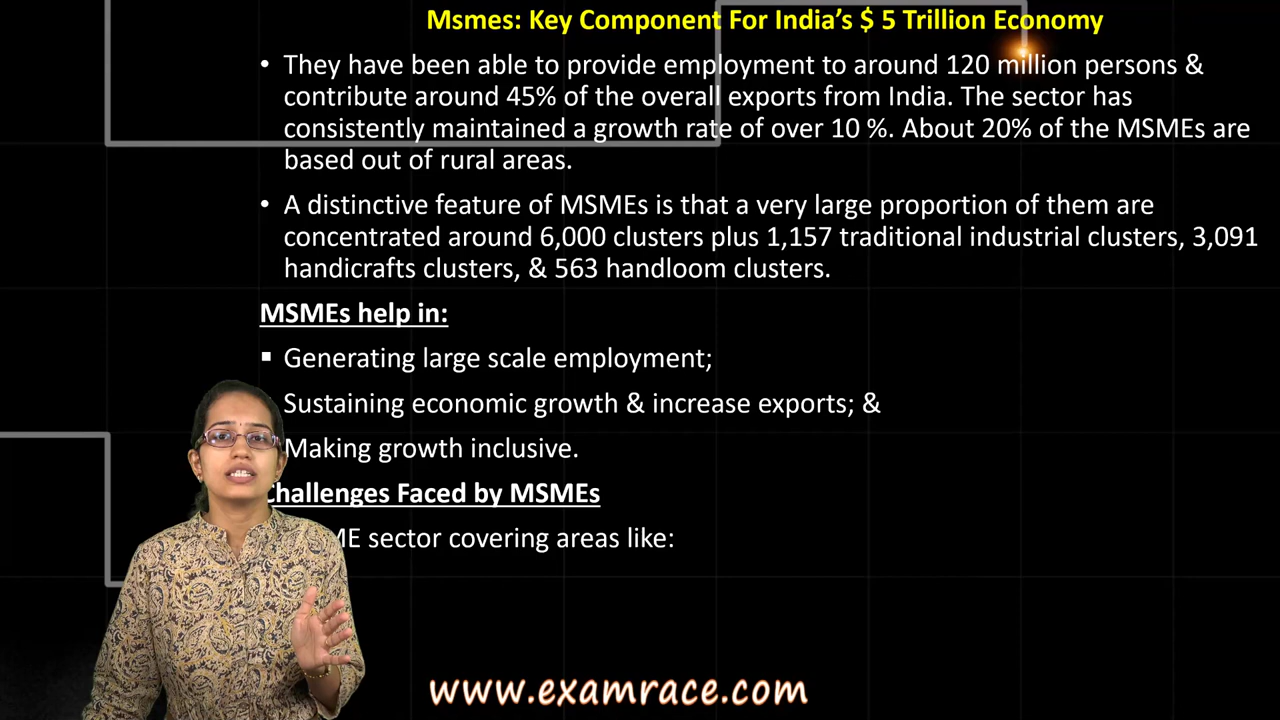 Msmes: Key Component For India’s $ 5 Trillion Economy
• They have been able to provide employment to around 120 million persons &
contribute around 45% of the overall exports from India. The sector has
consistently maintained a growth rate of over 10 %. About 20% of the MSMEs are
based out of rural areas.
• A distinctive feature of MSMEs is that a very large proportion of them are
concentrated around 6,000 clusters plus 1,157 traditional industrial clusters, 3,091
handicrafts clusters, & 563 handloom clusters.
MSMEs help in:
▪ Generating large scale employment;
Sustaining economic growth & increase exports; &
Making growth inclusive.
Challenges Faced by MSMEs
sector covering areas like:
www.examrace.com